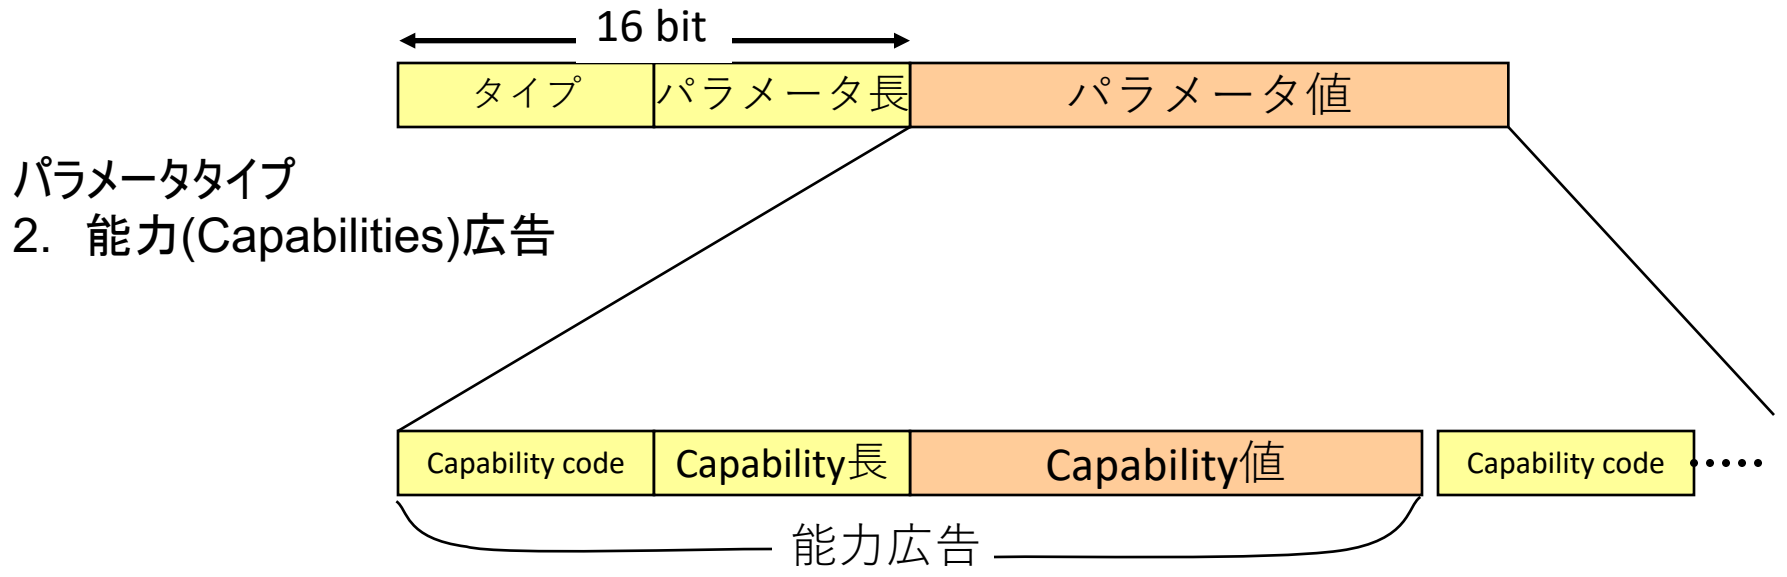 16 bit
タイプ パラメータ長 パラメータ値
パラメータタイプ
2. 能力(Capabilities)広告
Capability code Capability長 Capability値 Capability code ・・・・・
能力広告